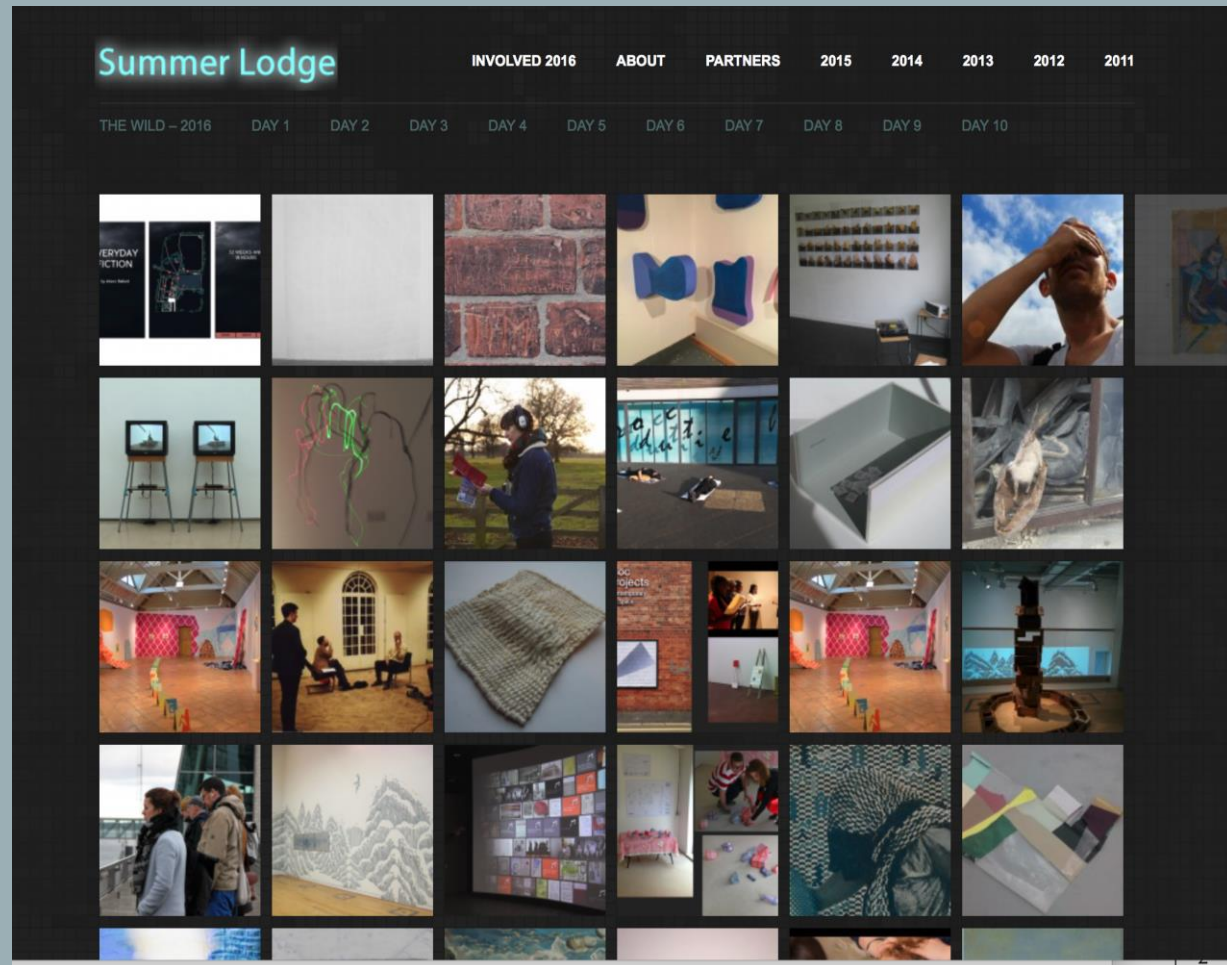 Summer Lodge
INVOLVED 2016 ABOUT PARTNERS 2015 2014 2013 2012 2011
THE WILD – 2016 DAY 1 DAY 2 DAY 3 DAY 4 DAY 5 DAY 6 DAY 7 DAY 8 DAY 9 DAY 10
VERYDAY
FICTION